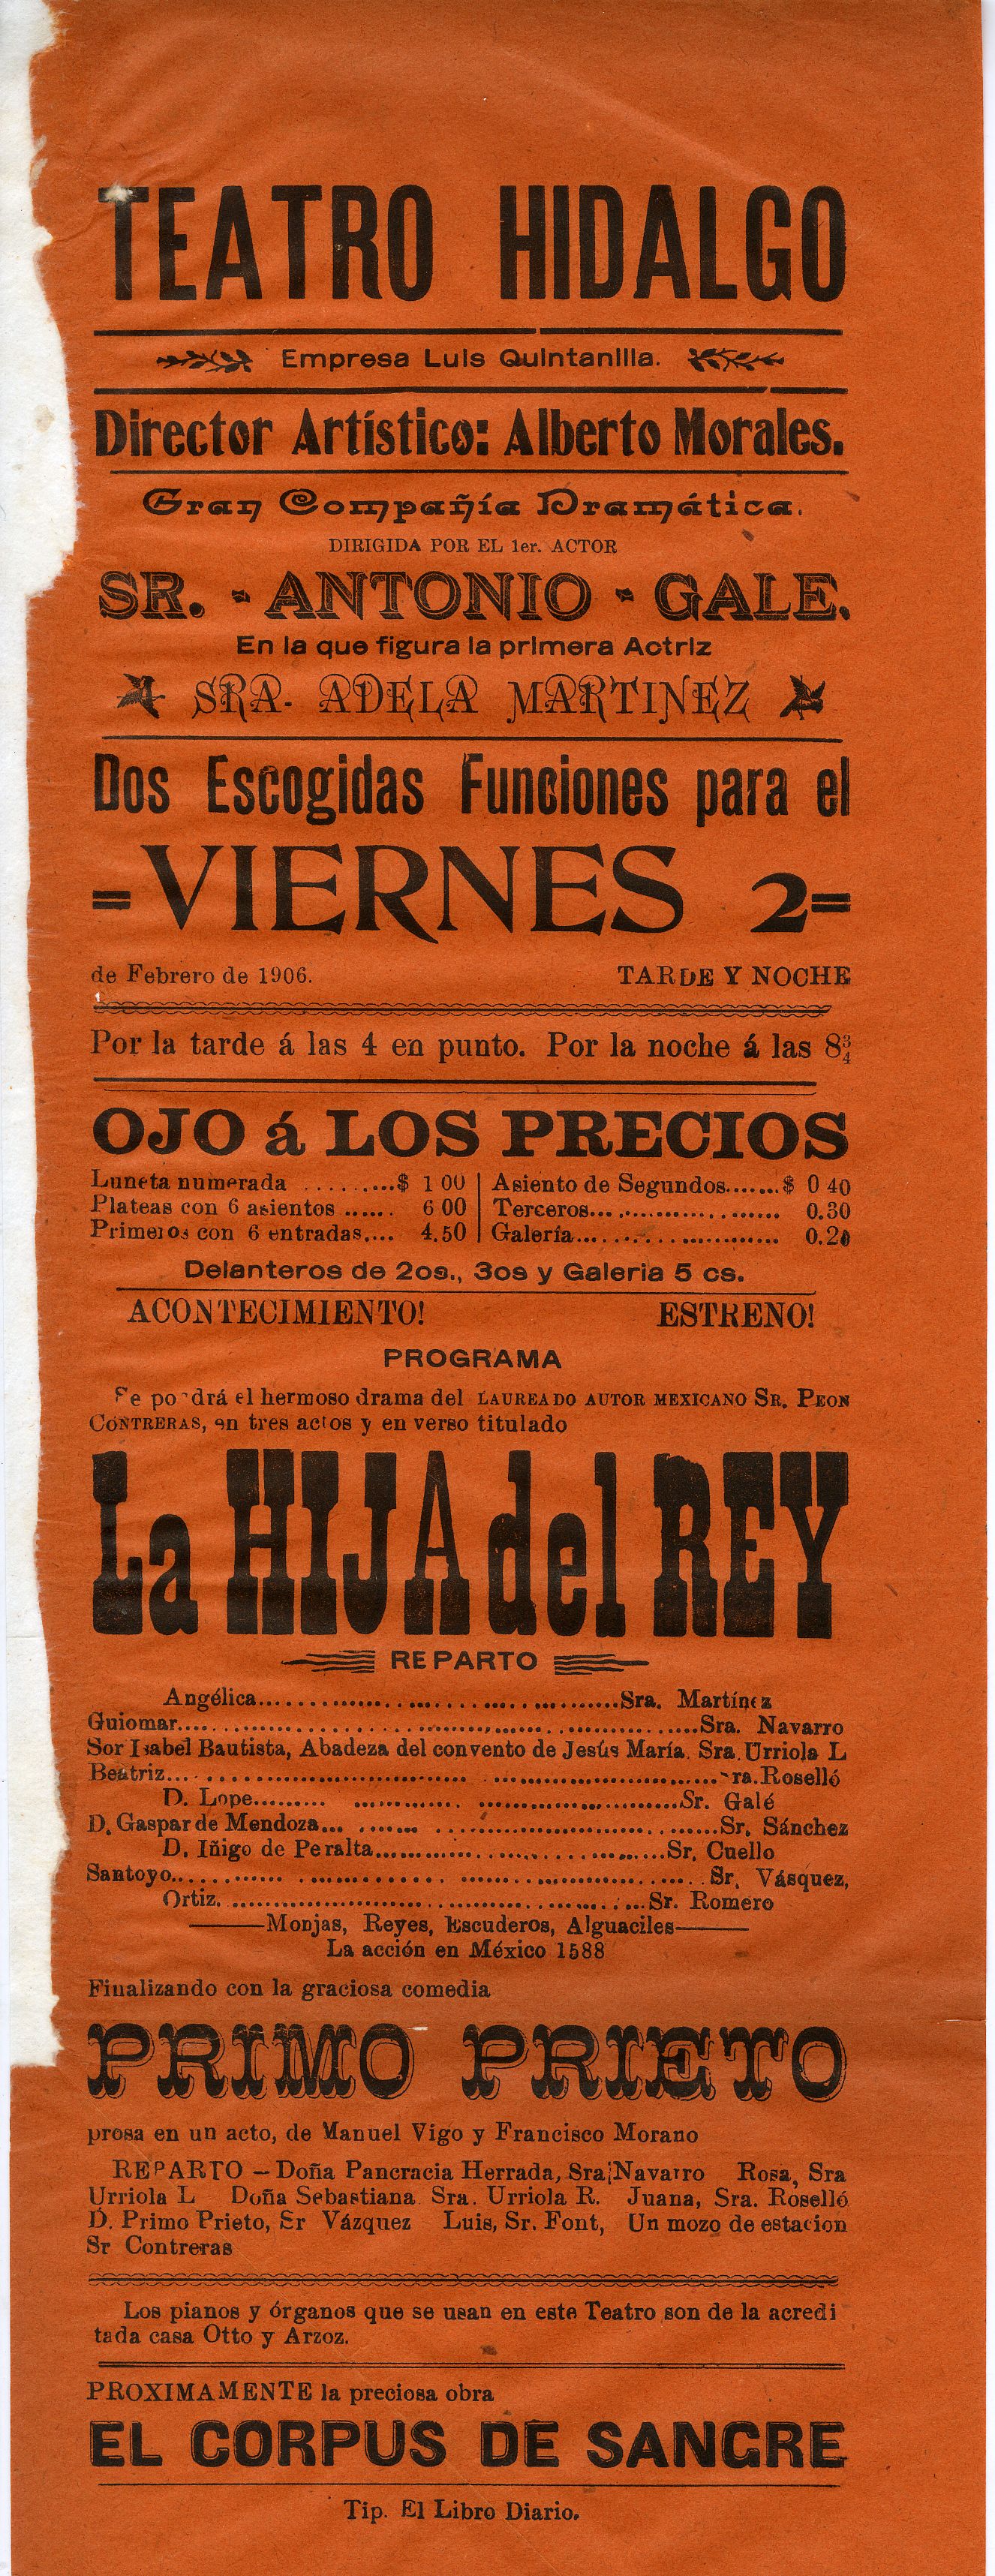 TEATRO HIDALGO
Empresa Luis Quintanilla.
Director Artístico: Alberto Morales.
Gran Compañía Dramática.
DIRIGIDA POR EL 1er. ACTOR
SR. - ANTONIO - GALE.
En la que figura la primera Actriz
SRA. ADELA MARTINEZ
Dos Escogidas Funciones para el
=VIERNES 2=
de Febrero de 1906. TARDE Y NOCHE
Por la tarde á las 4 en punto. Por la noche á las 8¾
OJO á LOS PRECIOS
Luneta numerada .........$ 1 00 | Asiento de Segundos.......$ 0 40
Plateas con 6 asientos ...... 6 00 | Terceros........................ 0.30
Primeros con 6 entradas.... 4.50 | Galería.......................... 0.20
Delanteros de 2os., 3os y Galeria 5 cs.
ACONTECIMIENTO! ESTRENO!
PROGRAMA
Se pondrá el hermoso drama del LAUREADO AUTOR MEXICANO SR. PEON
CONTRERAS, en tres actos y en verso titulado
La HIJA del REY
REPARTO
Angélica..........................................Sra. Martínez
Guiomar..........................................Sra. Navarro
Sor Isabel Bautista, Abadeza del convento de Jesús María. Sra. Urriola L
Beatriz..........................................Sra. Roselló
D. Lope..........................................Sr. Galé
D. Gaspar de Mendoza..........................................Sr. Sánchez
D. Iñigo de Peralta..........................................Sr. Cuello
Santoyo..........................................Sr. Vásquez,
Ortiz. ..........................................Sr. Romero
Monjas, Reyes, Escuderos, Alguaciles
La acción en México 1588
Finalizando con la graciosa comedia
PRIMO PRIETO
prosa en un acto, de Manuel Vigo y Francisco Morano
REPARTO – Doña Pancracia Herrada, Sra Navarro Rosa, Sra
Urriola L Doña Sebastiana. Sra. Urriola R. Juana, Sra. Roselló
D. Primo Prieto, Sr Vázquez Luis, Sr. Font, Un mozo de estacion
Sr Contreras
Los pianos y órganos que se usan en este Teatro son de la acredi
tada casa Otto y Arzoz.
PROXIMAMENTE la preciosa obra
EL CORPUS DE SANGRE
Tip. El Libro Diario.